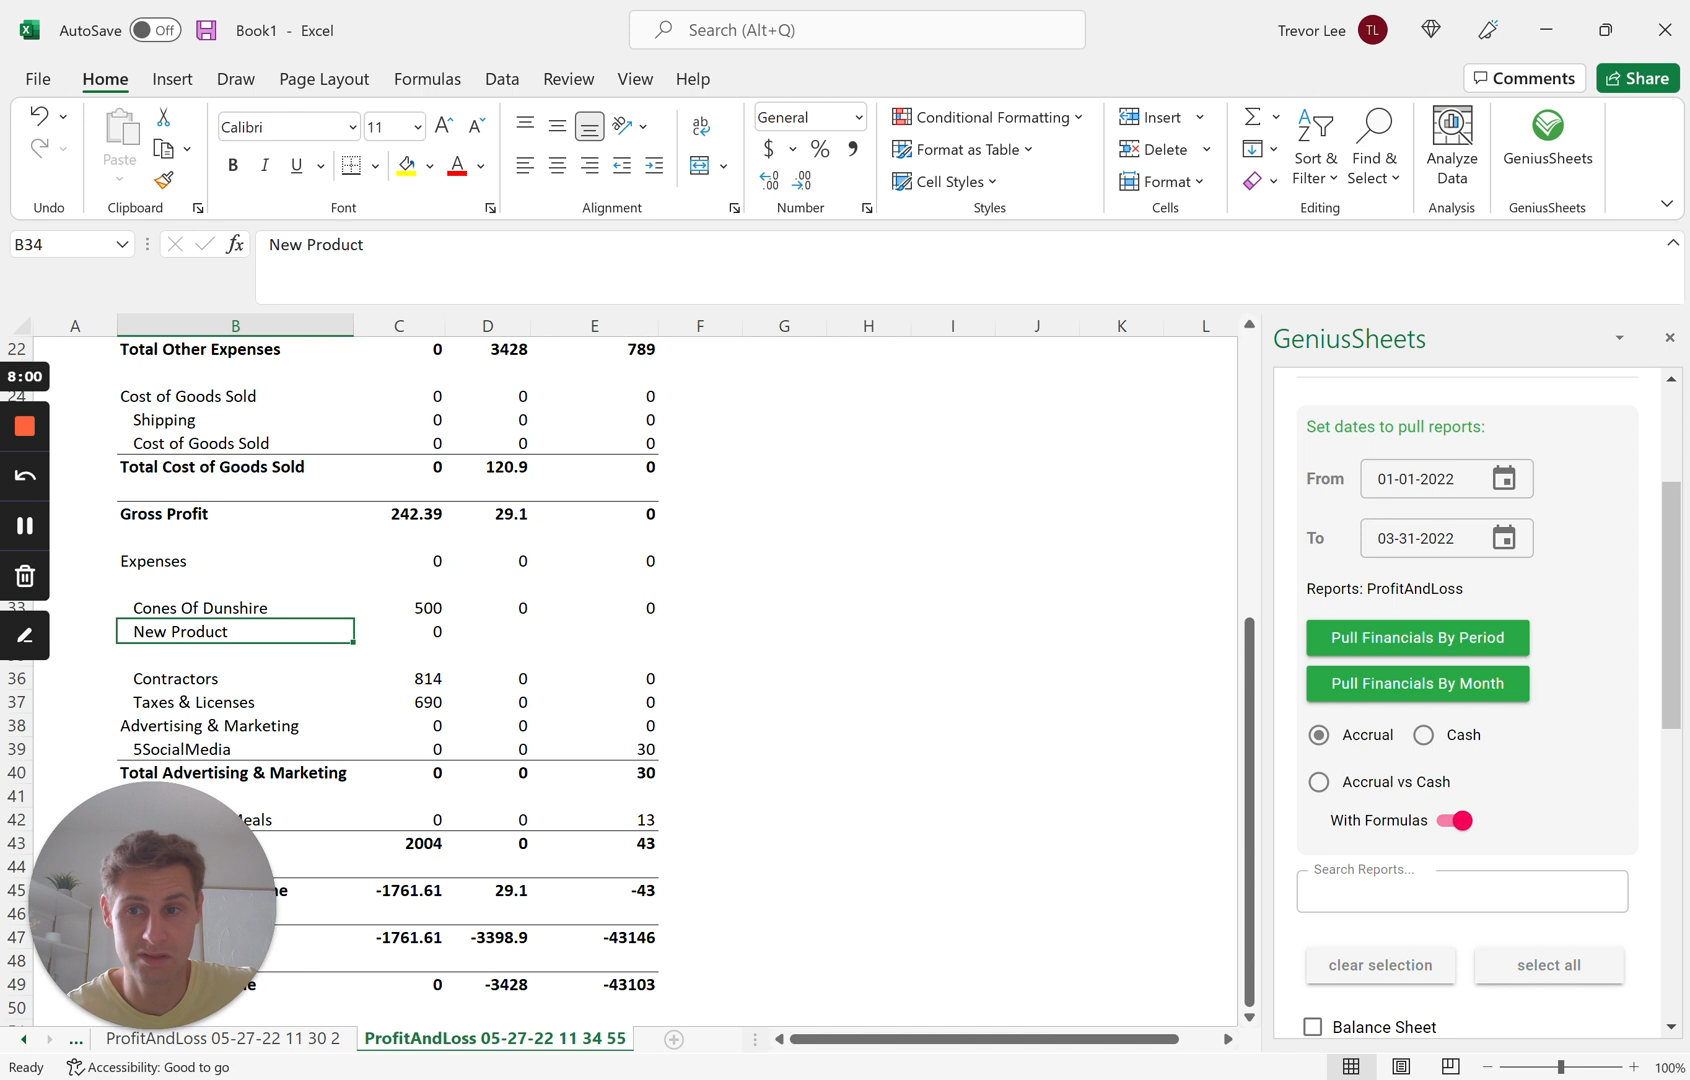 AutoSave Off Book1 - Excel Search (Alt+Q) Trevor Lee TL
File Home Insert Draw Page Layout Formulas Data Review View Help Comments Share
Paste
Calibri 11
B I U A
ab
General
$ % 9
.00 .00
Conditional Formatting
Format as Table
Cell Styles
Insert
Delete
Format
Sort & Filter
Find & Select
Analyze Data
GeniusSheets
Undo Clipboard Font Alignment Number Styles Cells Editing Analysis GeniusSheets
B34 fx New Product
A B C D E F G H I J K L
22 Total Other Expenses 0 3428 789
8:00
24 Cost of Goods Sold 0 0 0
Shipping 0 0 0
Cost of Goods Sold 0 0 0
Total Cost of Goods Sold 0 120.9 0
Gross Profit 242.39 29.1 0
Expenses 0 0 0
33 Cones Of Dunshire 500 0 0
New Product 0
36 Contractors 814 0 0
37 Taxes & Licenses 690 0 0
38 Advertising & Marketing 0 0 0
39 5SocialMedia 0 0 30
40 Total Advertising & Marketing 0 0 30
41
42 eals 0 0 13
43 2004 0 43
44
45 ne -1761.61 29.1 -43
46
47 -1761.61 -3398.9 -43146
48
49 e 0 -3428 -43103
50
... ProfitAndLoss 05-27-22 11 30 2 ProfitAndLoss 05-27-22 11 34 55
Ready Accessibility: Good to go 100%
GeniusSheets
Set dates to pull reports:
From 01-01-2022
To 03-31-2022
Reports: ProfitAndLoss
Pull Financials By Period
Pull Financials By Month
Accrual Cash
Accrual vs Cash
With Formulas
Search Reports...
clear selection select all
Balance Sheet